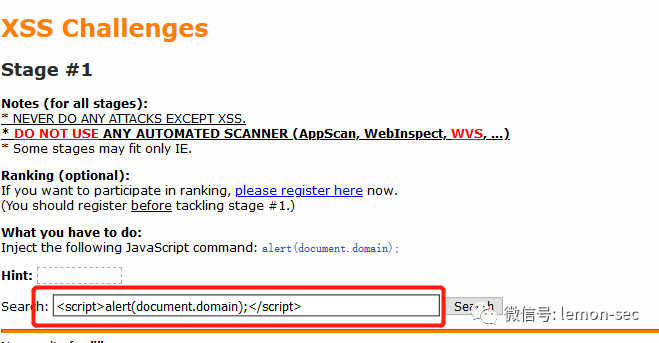 XSS Challenges
Stage #1
Notes (for all stages):
* NEVER DO ANY ATTACKS EXCEPT XSS.
* DO NOT USE ANY AUTOMATED SCANNER (AppScan, WebInspect, WVS, ...)
* Some stages may fit only IE.
Ranking (optional):
If you want to participate in ranking, please register here now.
(You should register before tackling stage #1.)
What you have to do:
Inject the following JavaScript command: alert(document.domain);
Hint:
Search: <script>alert(document.domain);</script> Search
微信号: lemon-sec